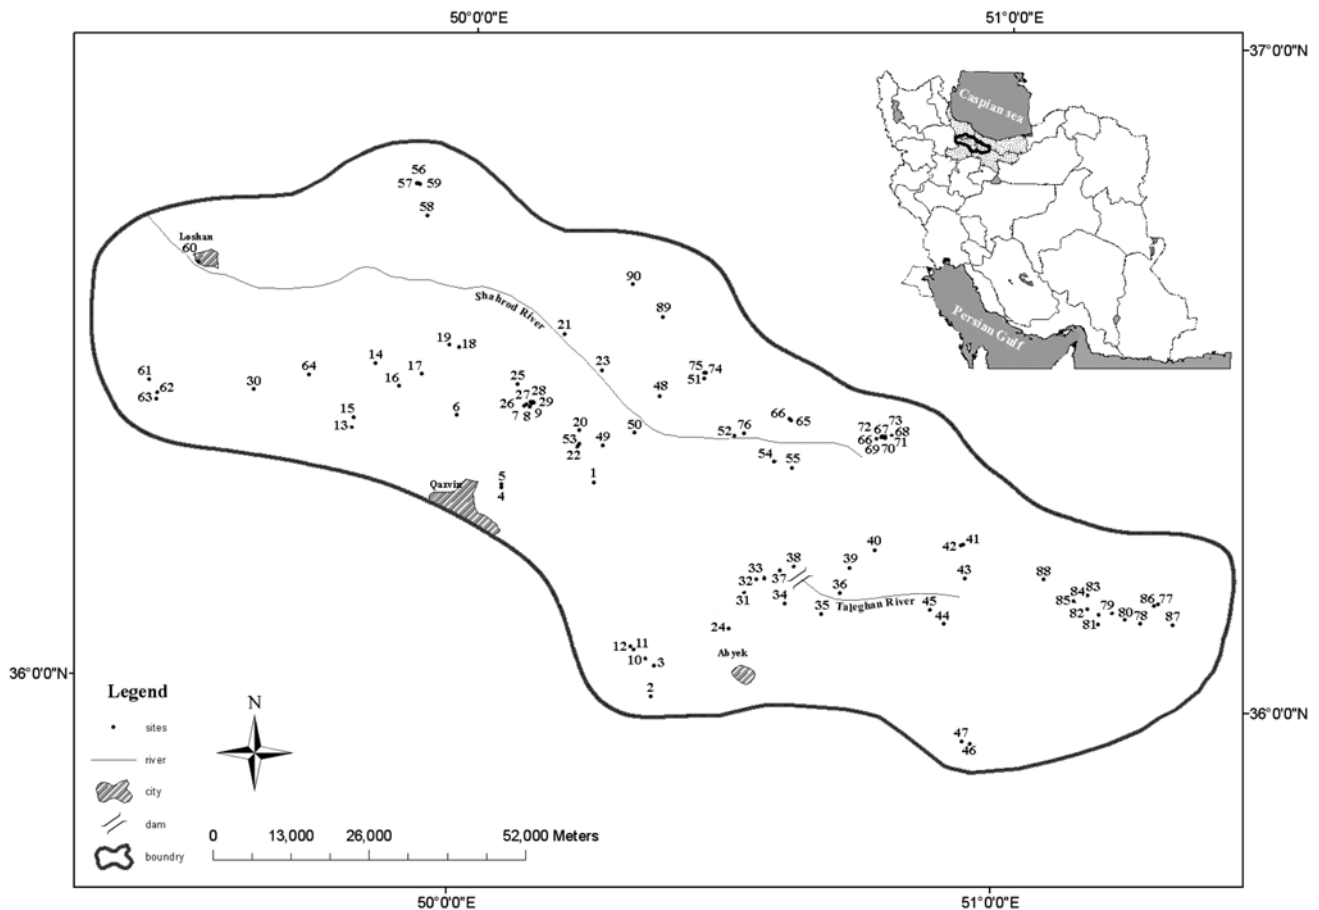 50°0'0"E 51°0'0"E
37°0'0"N
Caspian sea
Persian Gulf
56
57 59
58
Loshan
60
90
Shahrod River
89
21
19 18
14 17
23
75 74
51
61
64
16
25
62
30
48
63
27 28
26 29
7 8 9
6
15
13
20
50
66 65
52 76
73
72 67 68
66 71
69 70
53 49
22
54 55
1
5
4
Qazvin
40
42 41
38
39
33
32 37
43
88
36
31 34
84 83
85
86 77
35
Taleghan River
45
44
82 79
80 78 87
81
24
12 11
10 3
Abyek
36°0'0"N
2
Legend
N
36°0'0"N
sites
47
46
river
city
dam
0 13,000 26,000 52,000 Meters
boundry
50°0'0"E 51°0'0"E